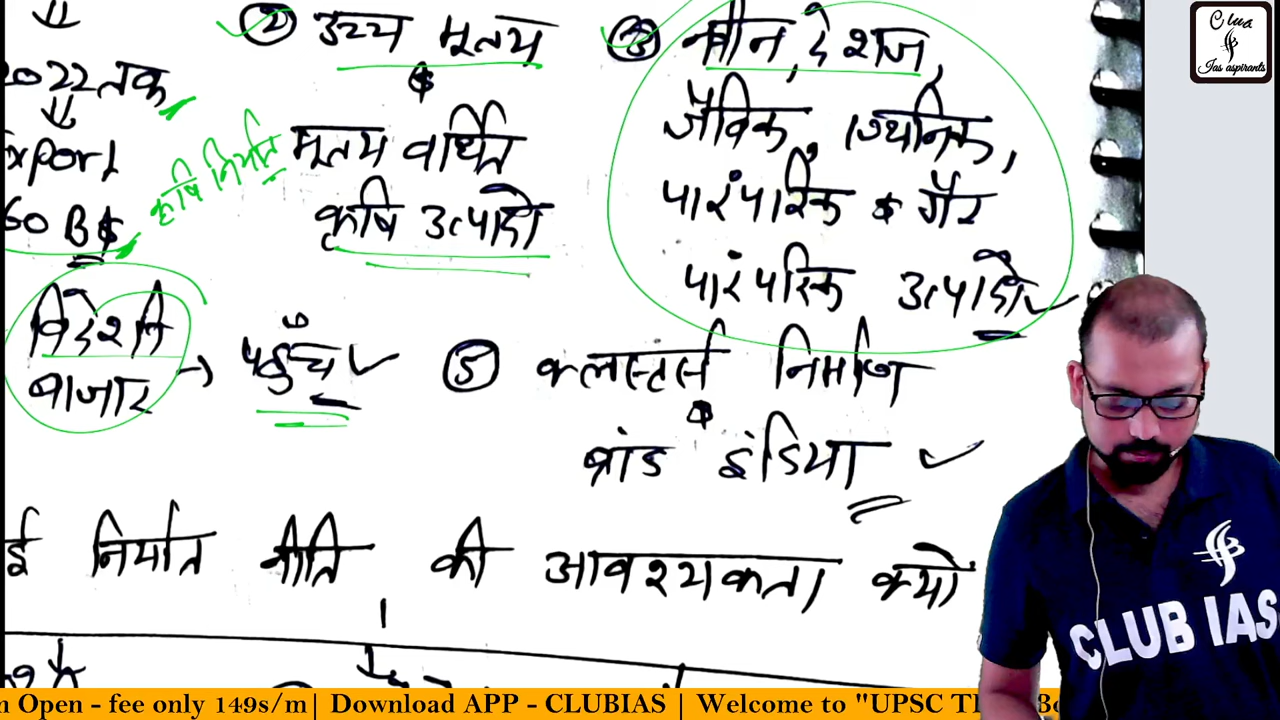 2022 तक
Export
60 B$
कृषि निर्यात
② उच्च मूल्य
&
मूल्य वर्धित
कृषि उत्पादो
③ नवीन, देशज,
जैविक,
पारंपरिक & गैर
पारंपरिक उत्पादो
विदेशी
बाजार → पहुँच
⑤ क्लस्टर्स निर्माण
&
ब्रांड इंडिया
ई निर्यात नीति की आवश्यकता क्यो
Club
Ias aspirants
CLUB IAS
n Open - fee only 149s/m| Download APP - CLUBIAS | Welcome to "UPSC T